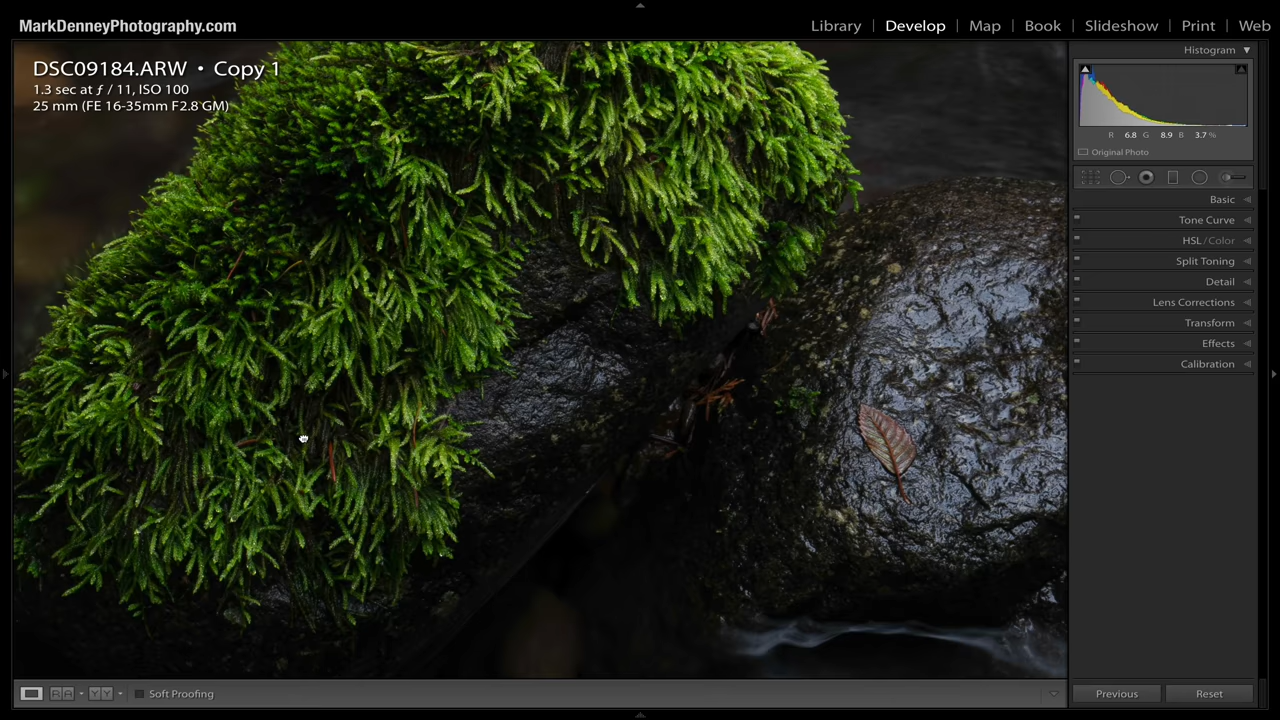 MarkDenneyPhotography.com
Library | Develop | Map | Book | Slideshow | Print | Web
DSC09184.ARW • Copy 1
1.3 sec at ƒ / 11, ISO 100
25 mm (FE 16-35mm F2.8 GM)
Histogram
R 6.8 G 8.9 B 3.7 %
Original Photo
Basic
Tone Curve
HSL / Color
Split Toning
Detail
Lens Corrections
Transform
Effects
Calibration
R A Y Y Soft Proofing
Previous Reset